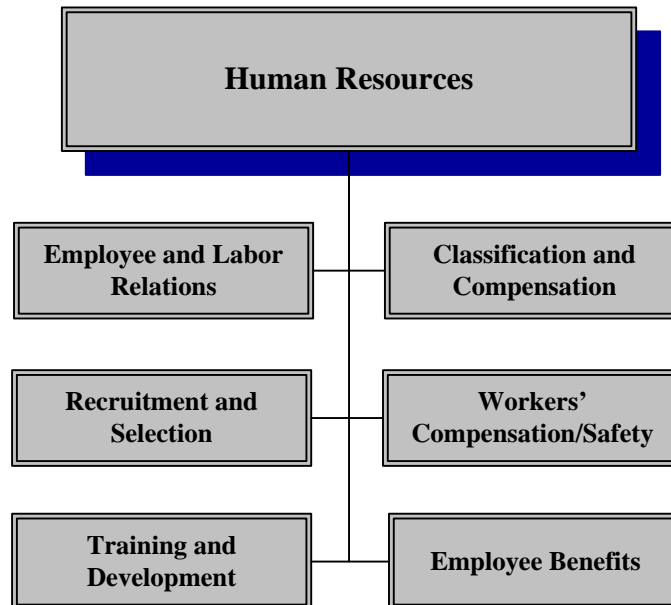 Human Resources
Employee and Labor
Relations
Classification and
Compensation
Recruitment and
Selection
Workers’
Compensation/Safety
Training and
Development
Employee Benefits